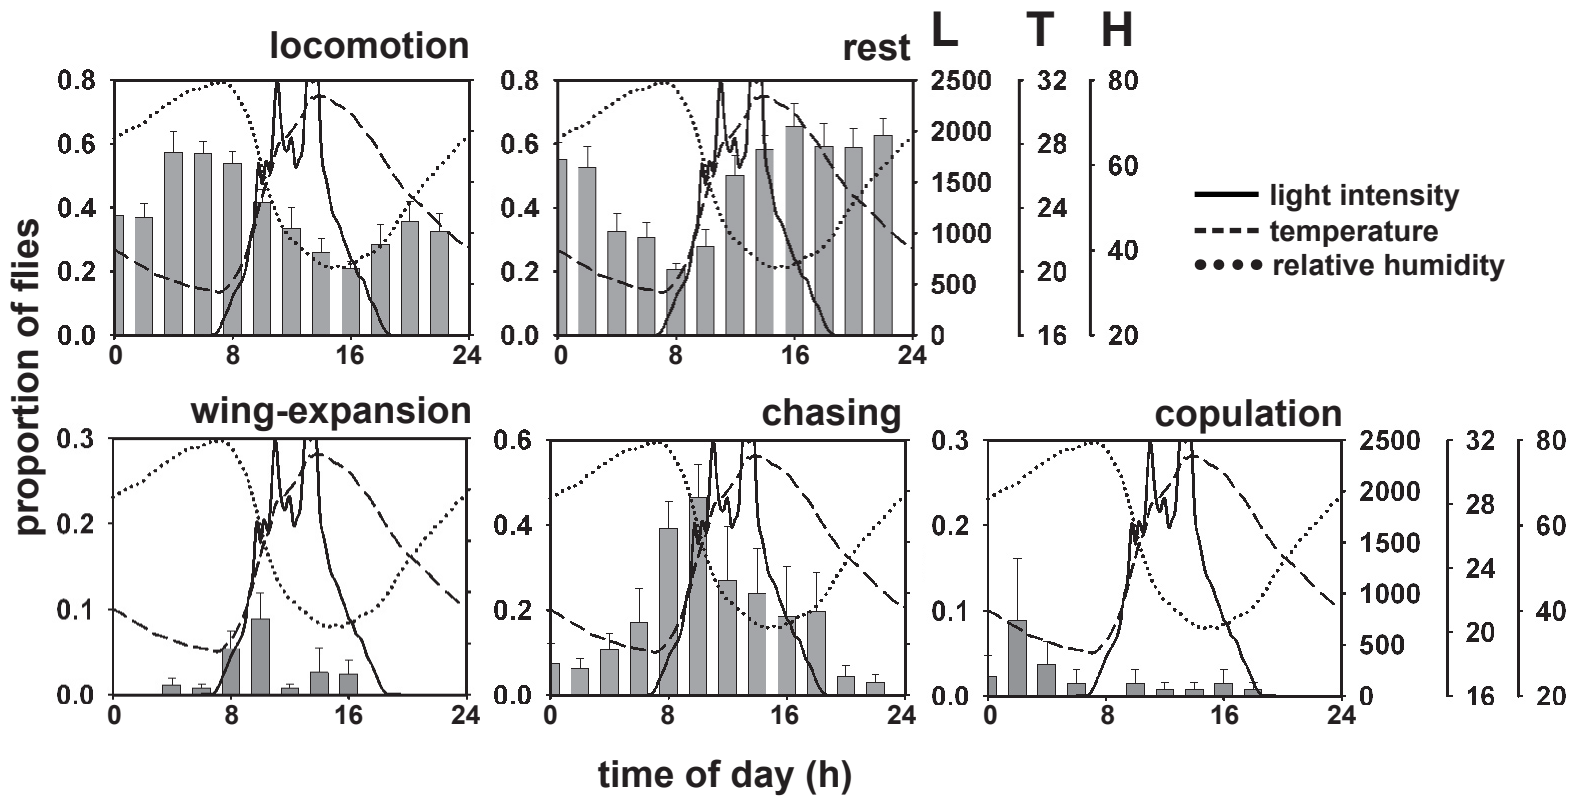 L T H
locomotion rest
0.8 0.8 2500 32 80
0.6 0.6 2000 28
60
1500
0.4 0.4 24
1000
40
0.2 0.2 500 20
0.0 0.0 0 16 20
0 8 16 24 0 8 16 24
light intensity
temperature
relative humidity
proportion of flies
wing-expansion chasing copulation
0.3 0.6 0.3 2500 32 80
2000 28
0.2 0.4 0.2 60
1500
24
1000
0.1 0.2 0.1 40
20
500
0.0 0.0 0.0 0 16 20
0 8 16 24 0 8 16 24 0 8 16 24
time of day (h)